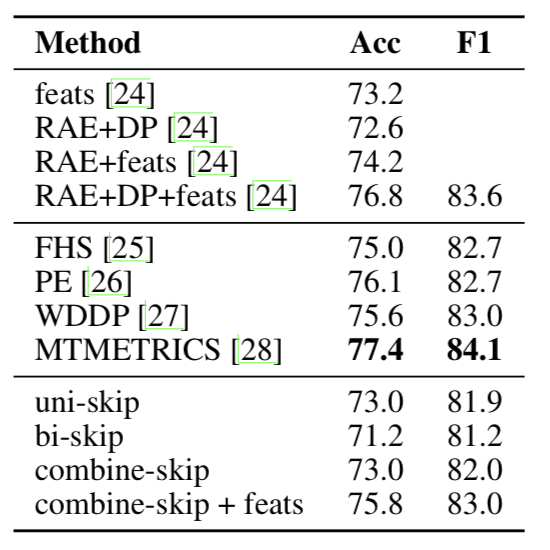 Method Acc F1
feats [24] 73.2
RAE+DP [24] 72.6
RAE+feats [24] 74.2
RAE+DP+feats [24] 76.8 83.6
FHS [25] 75.0 82.7
PE [26] 76.1 82.7
WDDP [27] 75.6 83.0
MTMETRICS [28] 77.4 84.1
uni-skip 73.0 81.9
bi-skip 71.2 81.2
combine-skip 73.0 82.0
combine-skip + feats 75.8 83.0